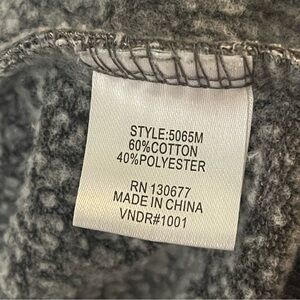 STYLE:5065M
60%COTTON
40%POLYESTER
RN 130677
MADE IN CHINA
VNDR#1001